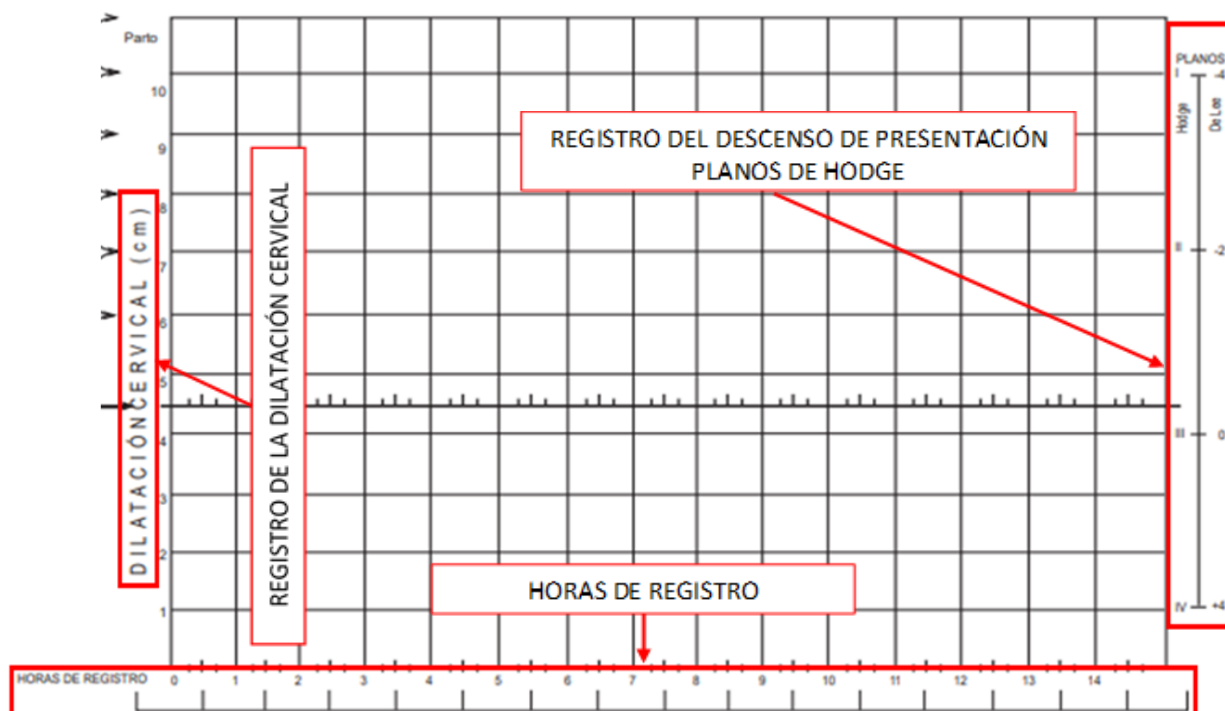 Parto
10
9
8
7
6
5
4
3
2
1
DILATACIÓN CERVICAL (cm)
REGISTRO DE LA DILATACIÓN CERVICAL
REGISTRO DEL DESCENSO DE PRESENTACIÓN
PLANOS DE HODGE
HORAS DE REGISTRO
PLANOS
Hodge
De Lee
I -4
II -2
III 0
IV +4
HORAS DE REGISTRO 0 1 2 3 4 5 6 7 8 9 10 11 12 13 14